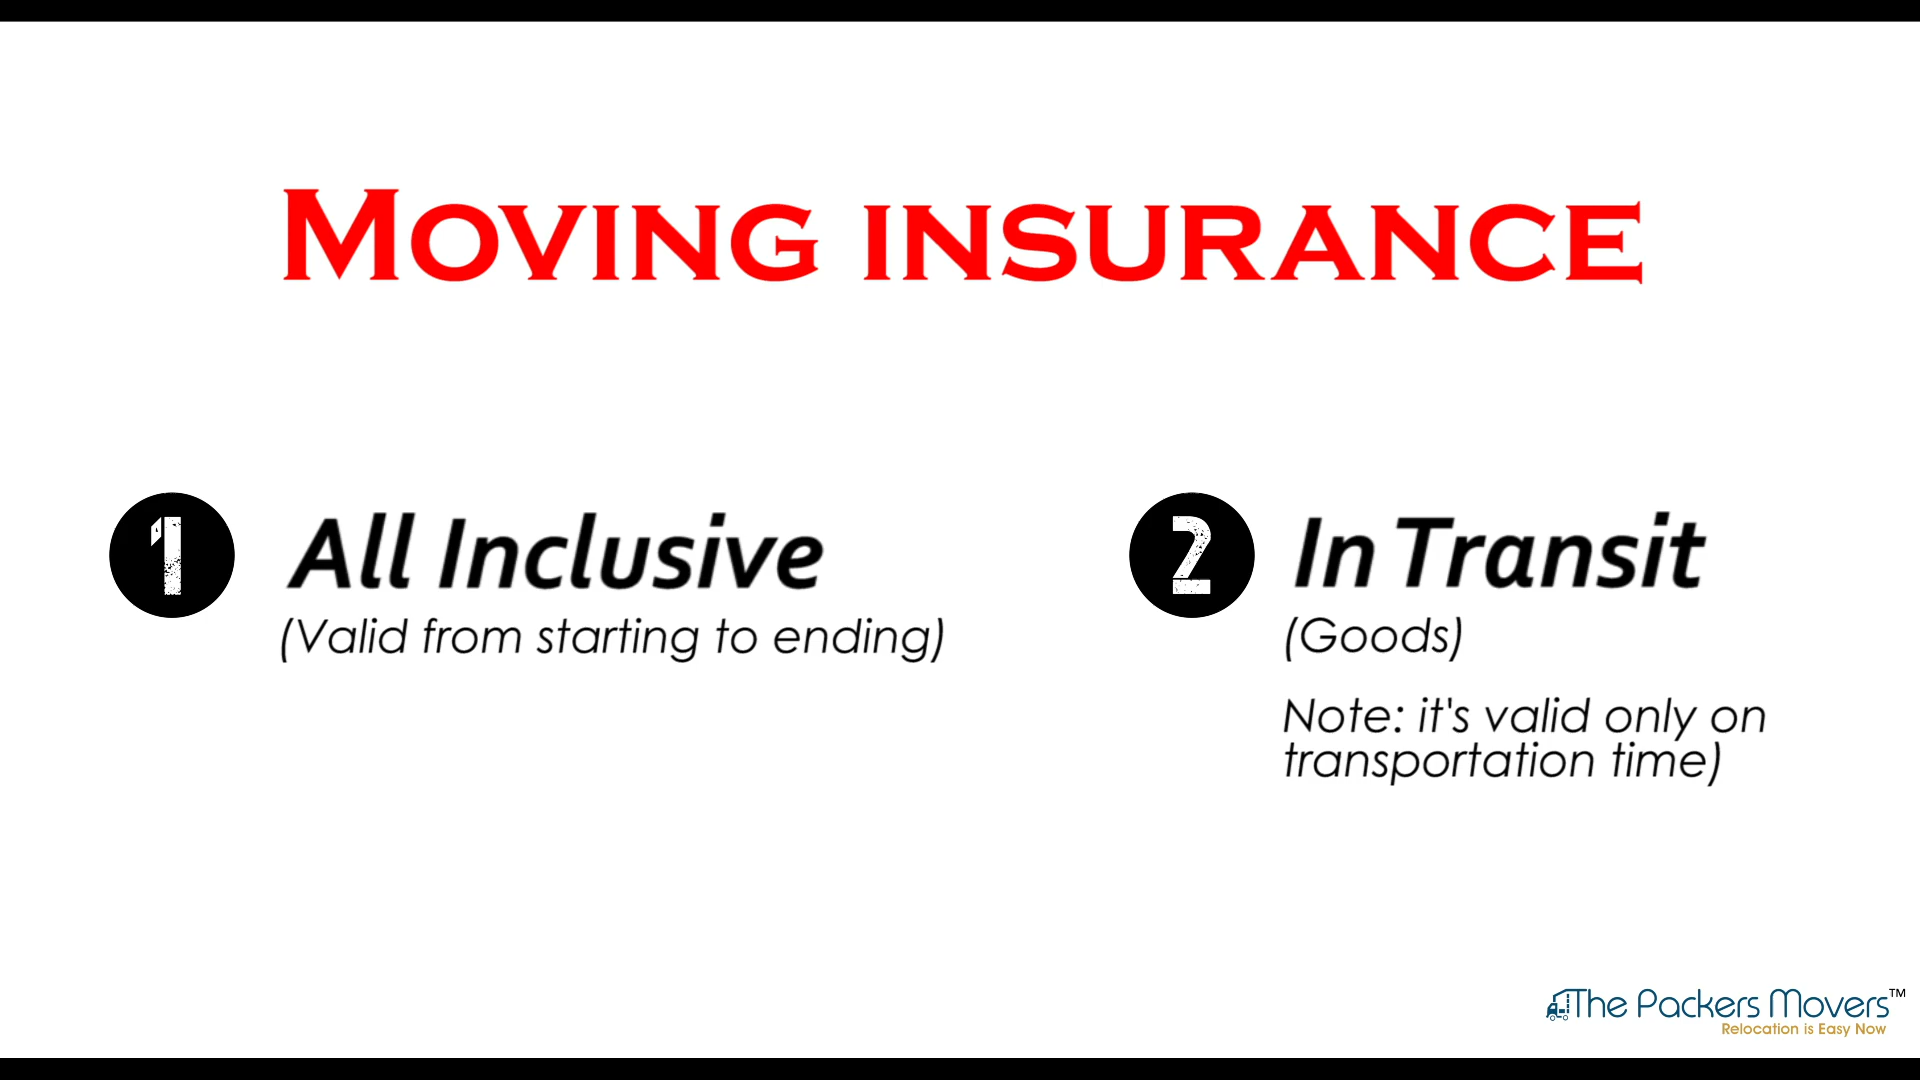 MOVING INSURANCE
1 All Inclusive
(Valid from starting to ending)
2 In Transit
(Goods)
Note: it's valid only on
transportation time)
The Packers Movers™
Relocation is Easy Now